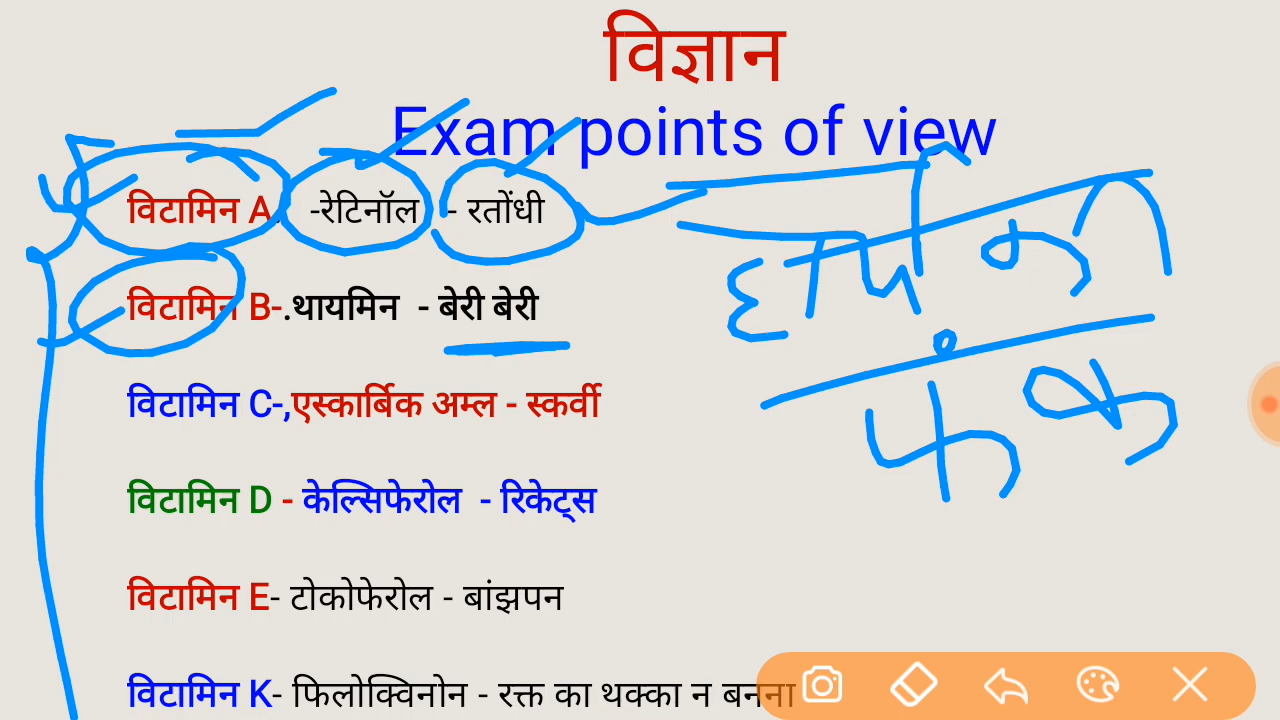 विज्ञान
Exam points of view
विटामिन A. -रेटिनॉल - रतोंधी
विटामिन B-.थायमिन - बेरी बेरी
विटामिन C-,एस्कार्बिक अम्ल - स्कर्वी
विटामिन D - केल्सिफेरोल - रिकेट्स
विटामिन E- टोकोफेरोल - बांझपन
विटामिन K- फिलोक्विनोन - रक्त का थक्का न बनना